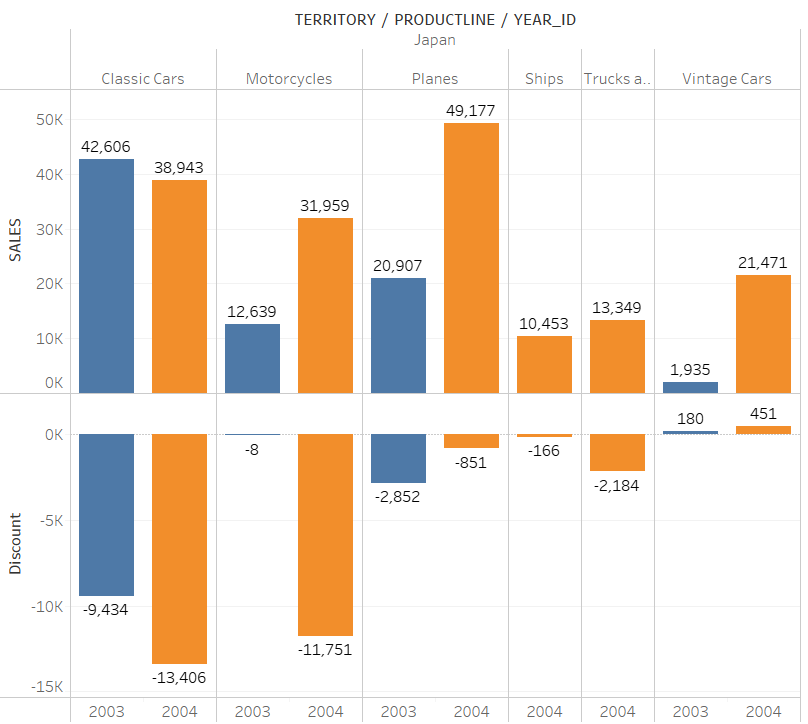 TERRITORY / PRODUCTLINE / YEAR_ID
Japan
Classic Cars Motorcycles Planes Ships Trucks a.. Vintage Cars
SALES
50K
40K
30K
20K
10K
0K
42,606
38,943
12,639
31,959
20,907
49,177
10,453
13,349
1,935
21,471
Discount
0K
-5K
-10K
-15K
-9,434
-13,406
-8
-11,751
-2,852
-851
-166
-2,184
180
451
2003 2004 2003 2004 2003 2004 2004 2004 2003 2004